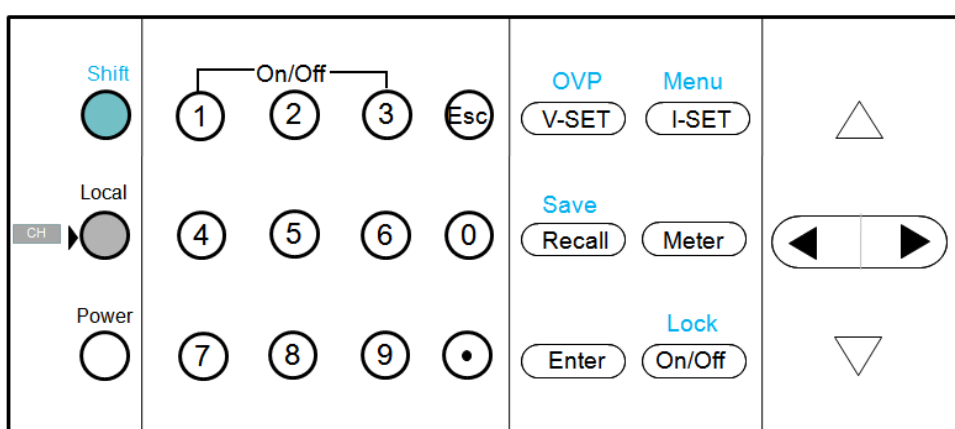 Shift On/Off OVP Menu
1 2 3 Esc V-SET I-SET
Local Save
CH 4 5 6 0 Recall Meter
Power Lock
7 8 9 • Enter On/Off